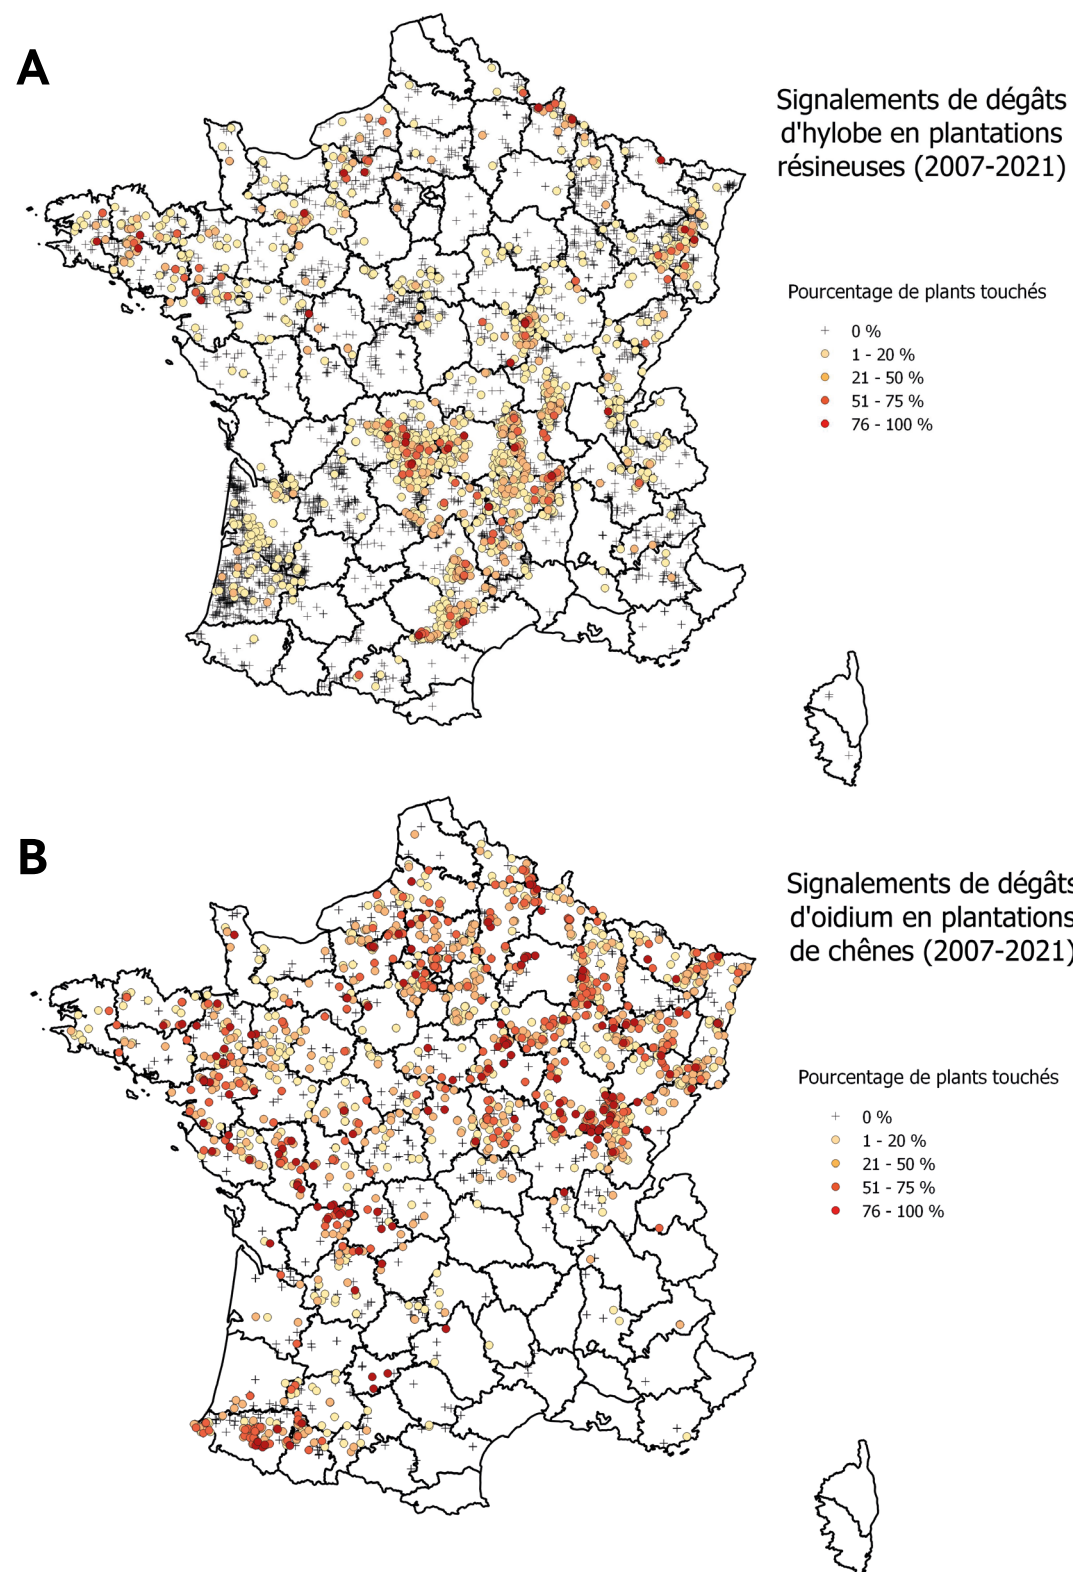 A
Signalements de dégâts
d'hylobe en plantations
résineuses (2007-2021)
Pourcentage de plants touchés
0 %
1 - 20 %
21 - 50 %
51 - 75 %
76 - 100 %
B
Signalements de dégâts
d'oidium en plantations
de chênes (2007-2021)
Pourcentage de plants touchés
0 %
1 - 20 %
21 - 50 %
51 - 75 %
76 - 100 %